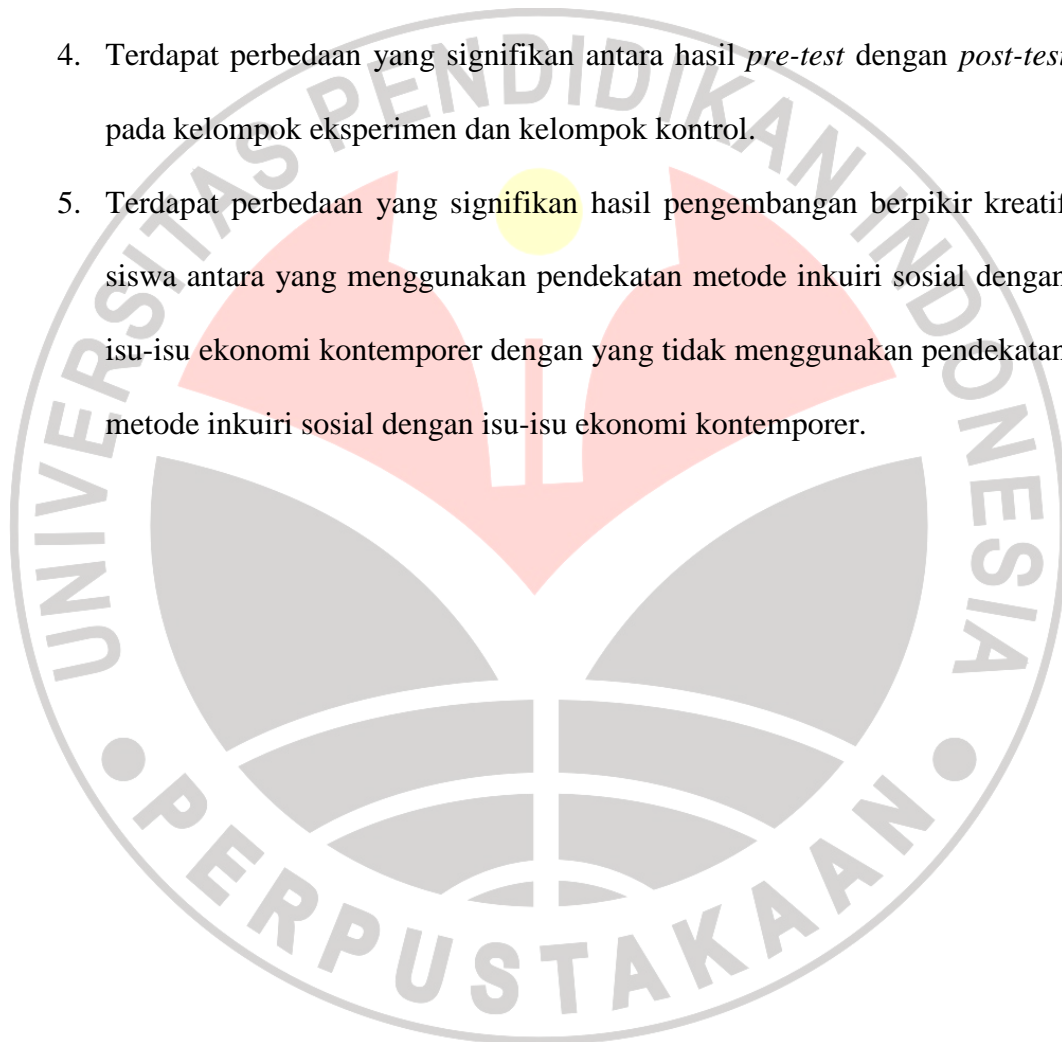 4. Terdapat perbedaan yang signifikan antara hasil pre-test dengan post-test
pada kelompok eksperimen dan kelompok kontrol.
5. Terdapat perbedaan yang signifikan hasil pengembangan berpikir kreatif
siswa antara yang menggunakan pendekatan metode inkuiri sosial dengan
isu-isu ekonomi kontemporer dengan yang tidak menggunakan pendekatan
metode inkuiri sosial dengan isu-isu ekonomi kontemporer.
UNIVERSITAS PENDIDIKAN INDONESIA
PERPUSTAKAAN